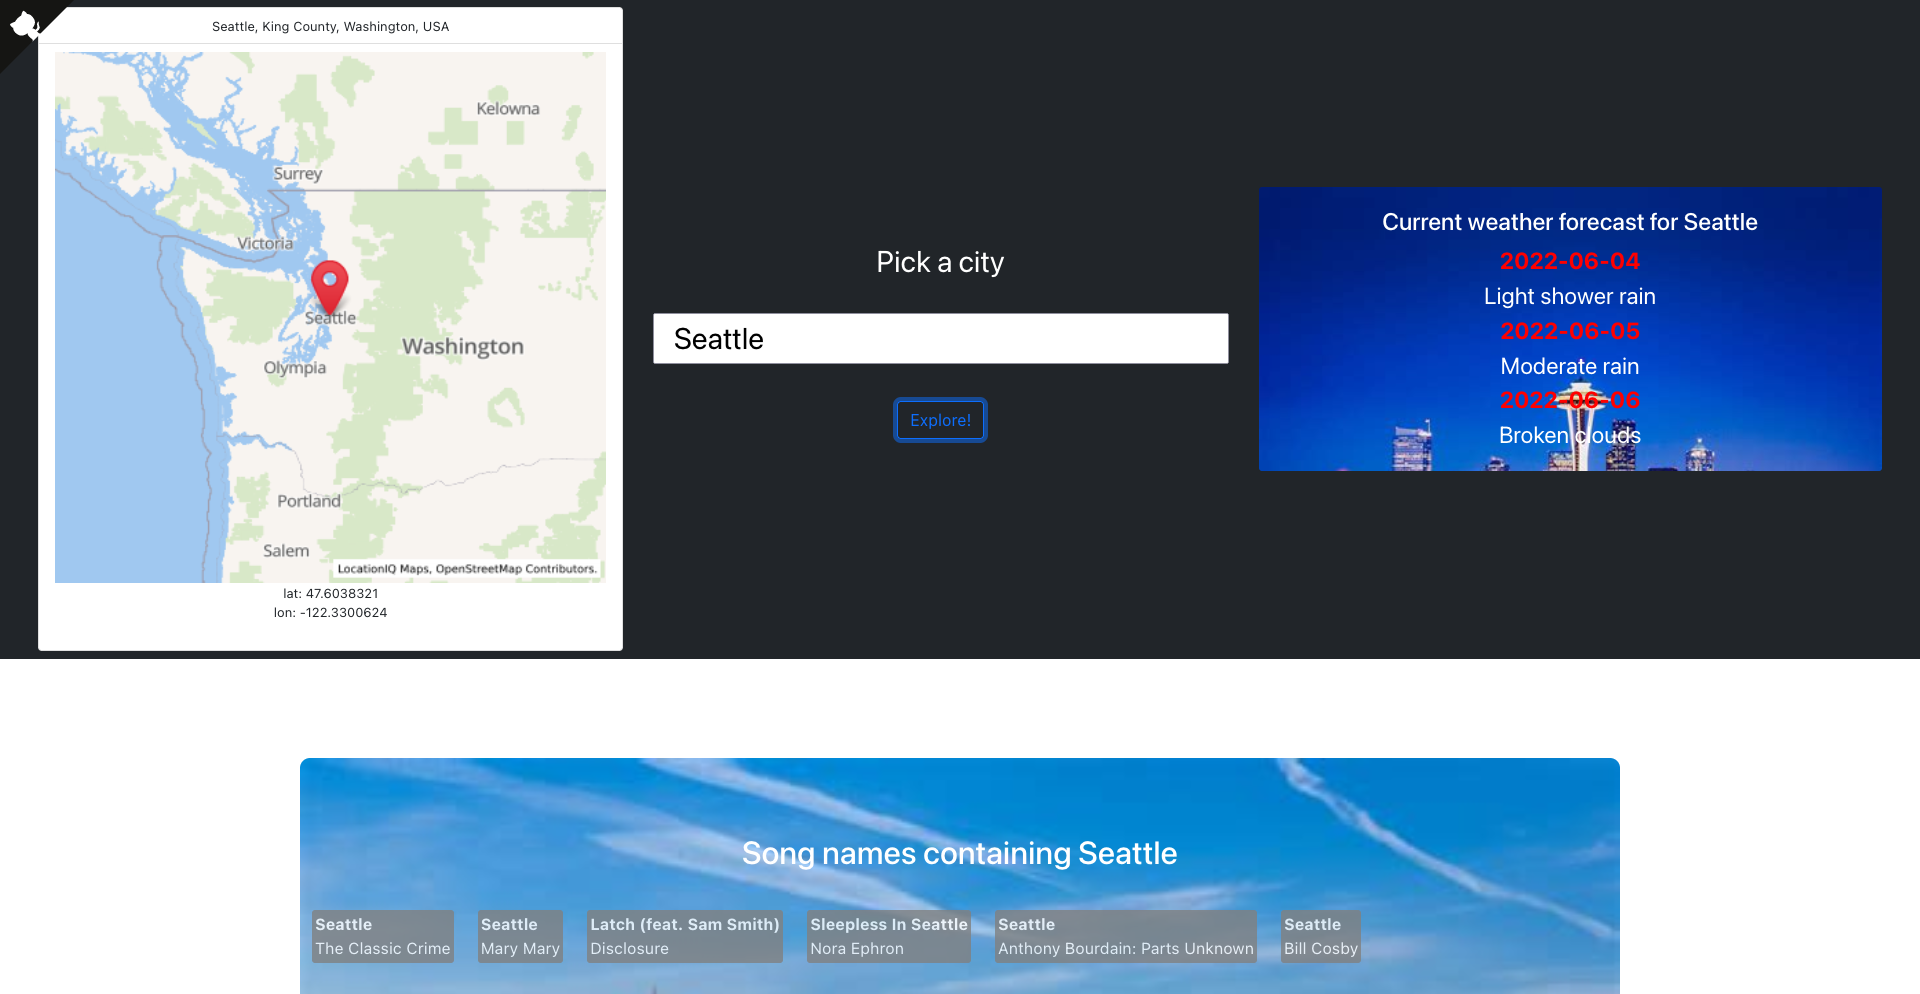 Seattle, King County, Washington, USA
Kelowna
Surrey
Victoria
Seattle
Washington
Olympia
Portland
Salem
LocationIQ Maps, OpenStreetMap Contributors.
lat: 47.6038321
lon: -122.3300624
Pick a city
Seattle
Explore!
Current weather forecast for Seattle
2022-06-04
Light shower rain
2022-06-05
Moderate rain
2022-06-06
Broken clouds
Song names containing Seattle
Seattle
The Classic Crime
Seattle
Mary Mary
Latch (feat. Sam Smith)
Disclosure
Sleepless In Seattle
Nora Ephron
Seattle
Anthony Bourdain: Parts Unknown
Seattle
Bill Cosby